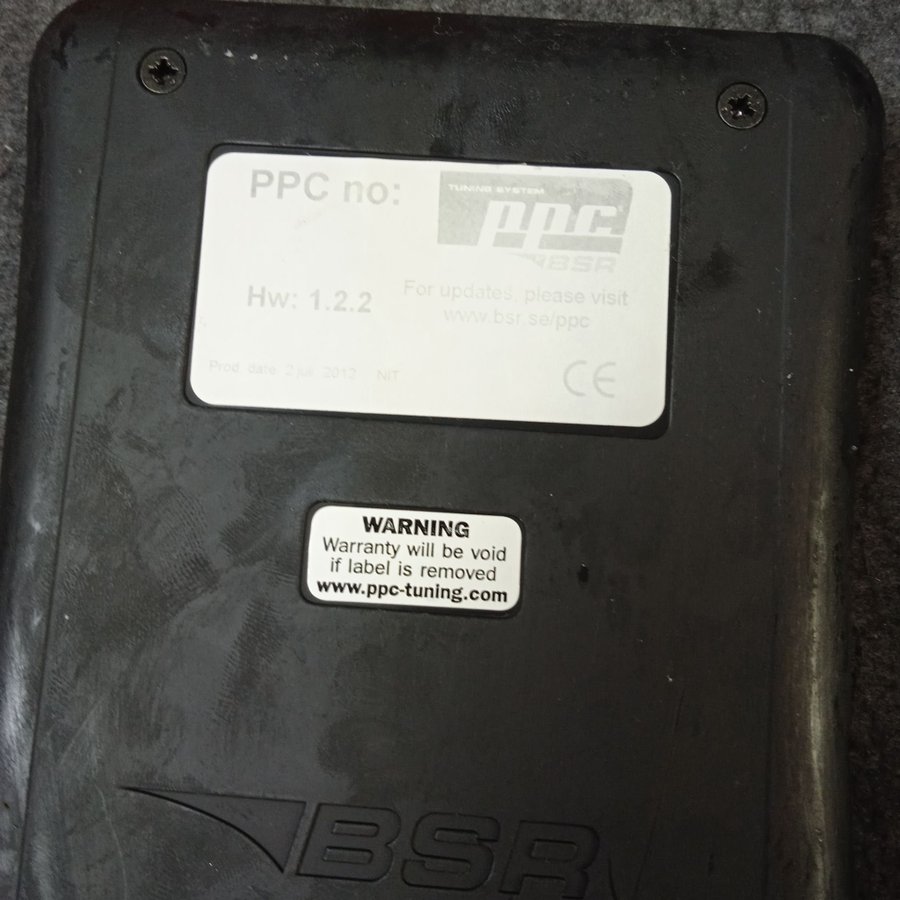 PPC no:
TUNING SYSTEM
ppc
BSR
Hw: 1.2.2
For updates, please visit
www.bsr.se/ppc
Prod. date: 2 juli 2012 NIT
CE
WARNING
Warranty will be void
if label is removed
www.ppc-tuning.com
BSR